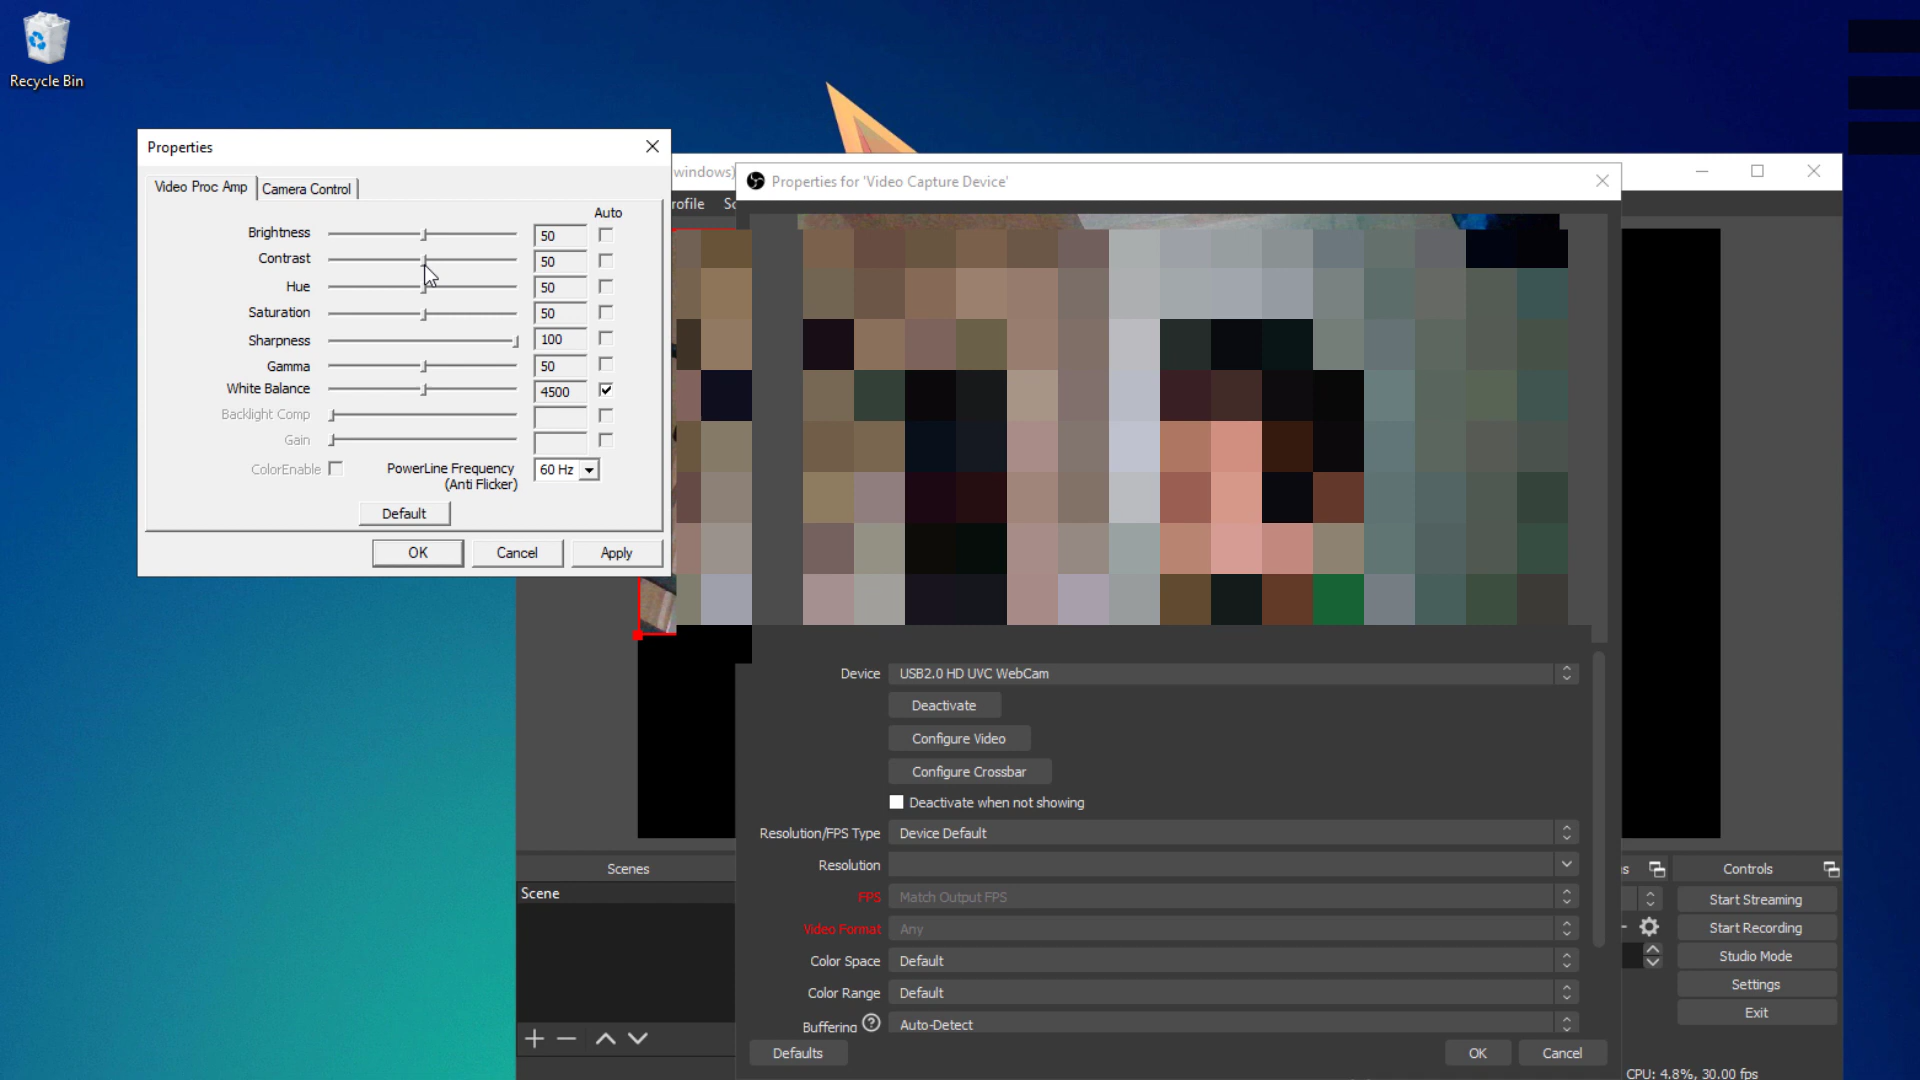 Recycle Bin
Properties
Video Proc Amp
Camera Control
Auto
Brightness
50
Contrast
50
Hue
50
Saturation
50
Sharpness
100
Gamma
50
White Balance
4500
Backlight Comp
Gain
ColorEnable
PowerLine Frequency
(Anti Flicker)
60 Hz
Default
OK
Cancel
Apply
windows)
rofile
Sc
Properties for 'Video Capture Device'
Device
USB2.0 HD UVC WebCam
Deactivate
Configure Video
Configure Crossbar
Deactivate when not showing
Resolution/FPS Type
Device Default
Resolution
FPS
Match Output FPS
Video Format
Any
Color Space
Default
Color Range
Default
Buffering
Auto-Detect
Defaults
OK
Cancel
Scenes
Scene
s
Controls
Start Streaming
Start Recording
Studio Mode
Settings
Exit
CPU: 4.8%, 30.00 fps